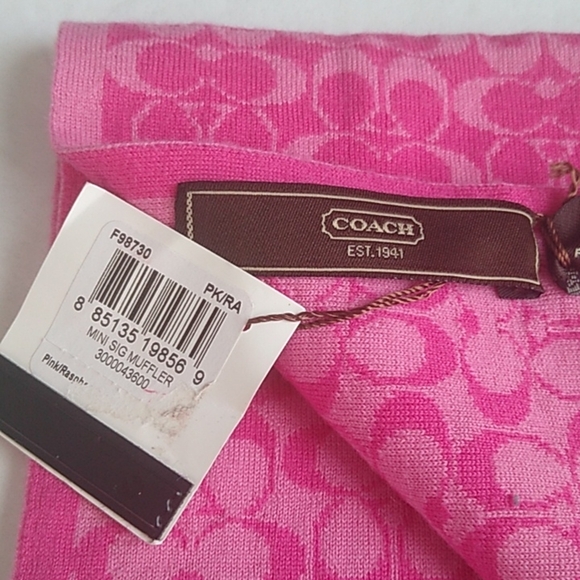 COACH
EST. 1941
F98730
PK/RA
8 85135 19856 9
MINI SIG MUFFLER
3000043600